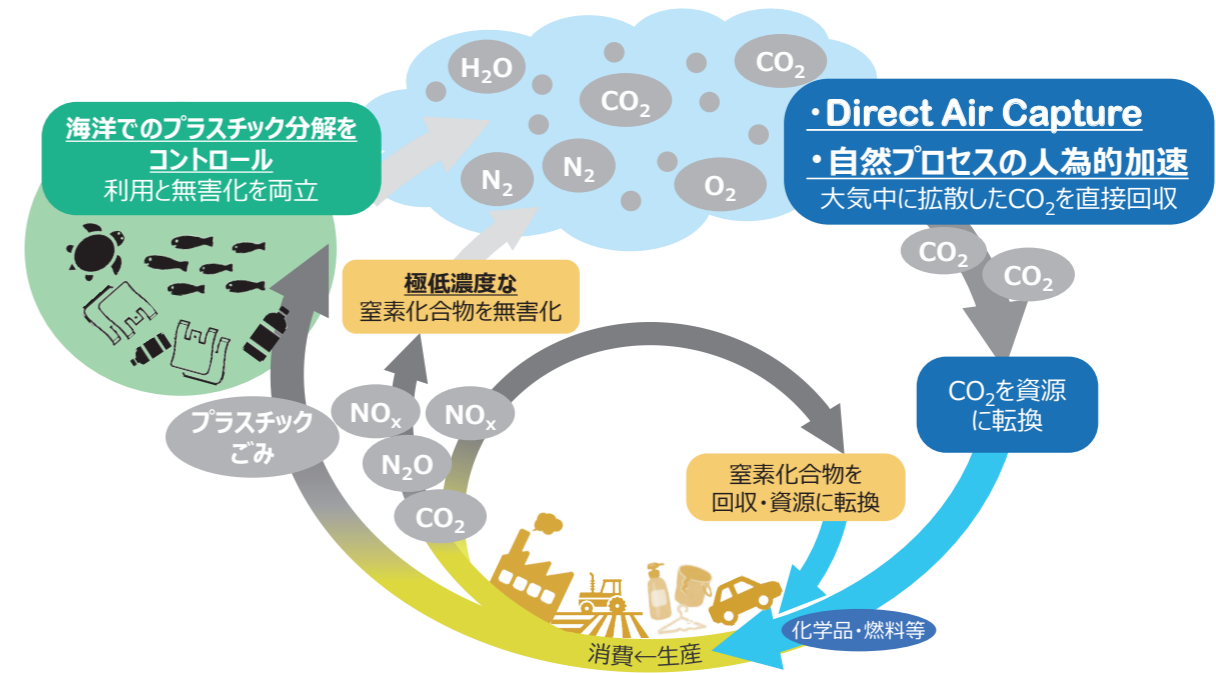 H₂O
CO₂
CO₂
N₂
N₂
O₂
海洋でのプラスチック分解を
コントロール
利用と無害化を両立
・Direct Air Capture
・自然プロセスの人為的加速
大気中に拡散したCO₂を直接回収
CO₂
CO₂
極低濃度な
窒素化合物を無害化
CO₂を資源
に転換
プラスチック
ごみ
NOₓ
NOₓ
N₂O
CO₂
窒素化合物を
回収・資源に転換
化学品・燃料等
消費←生産